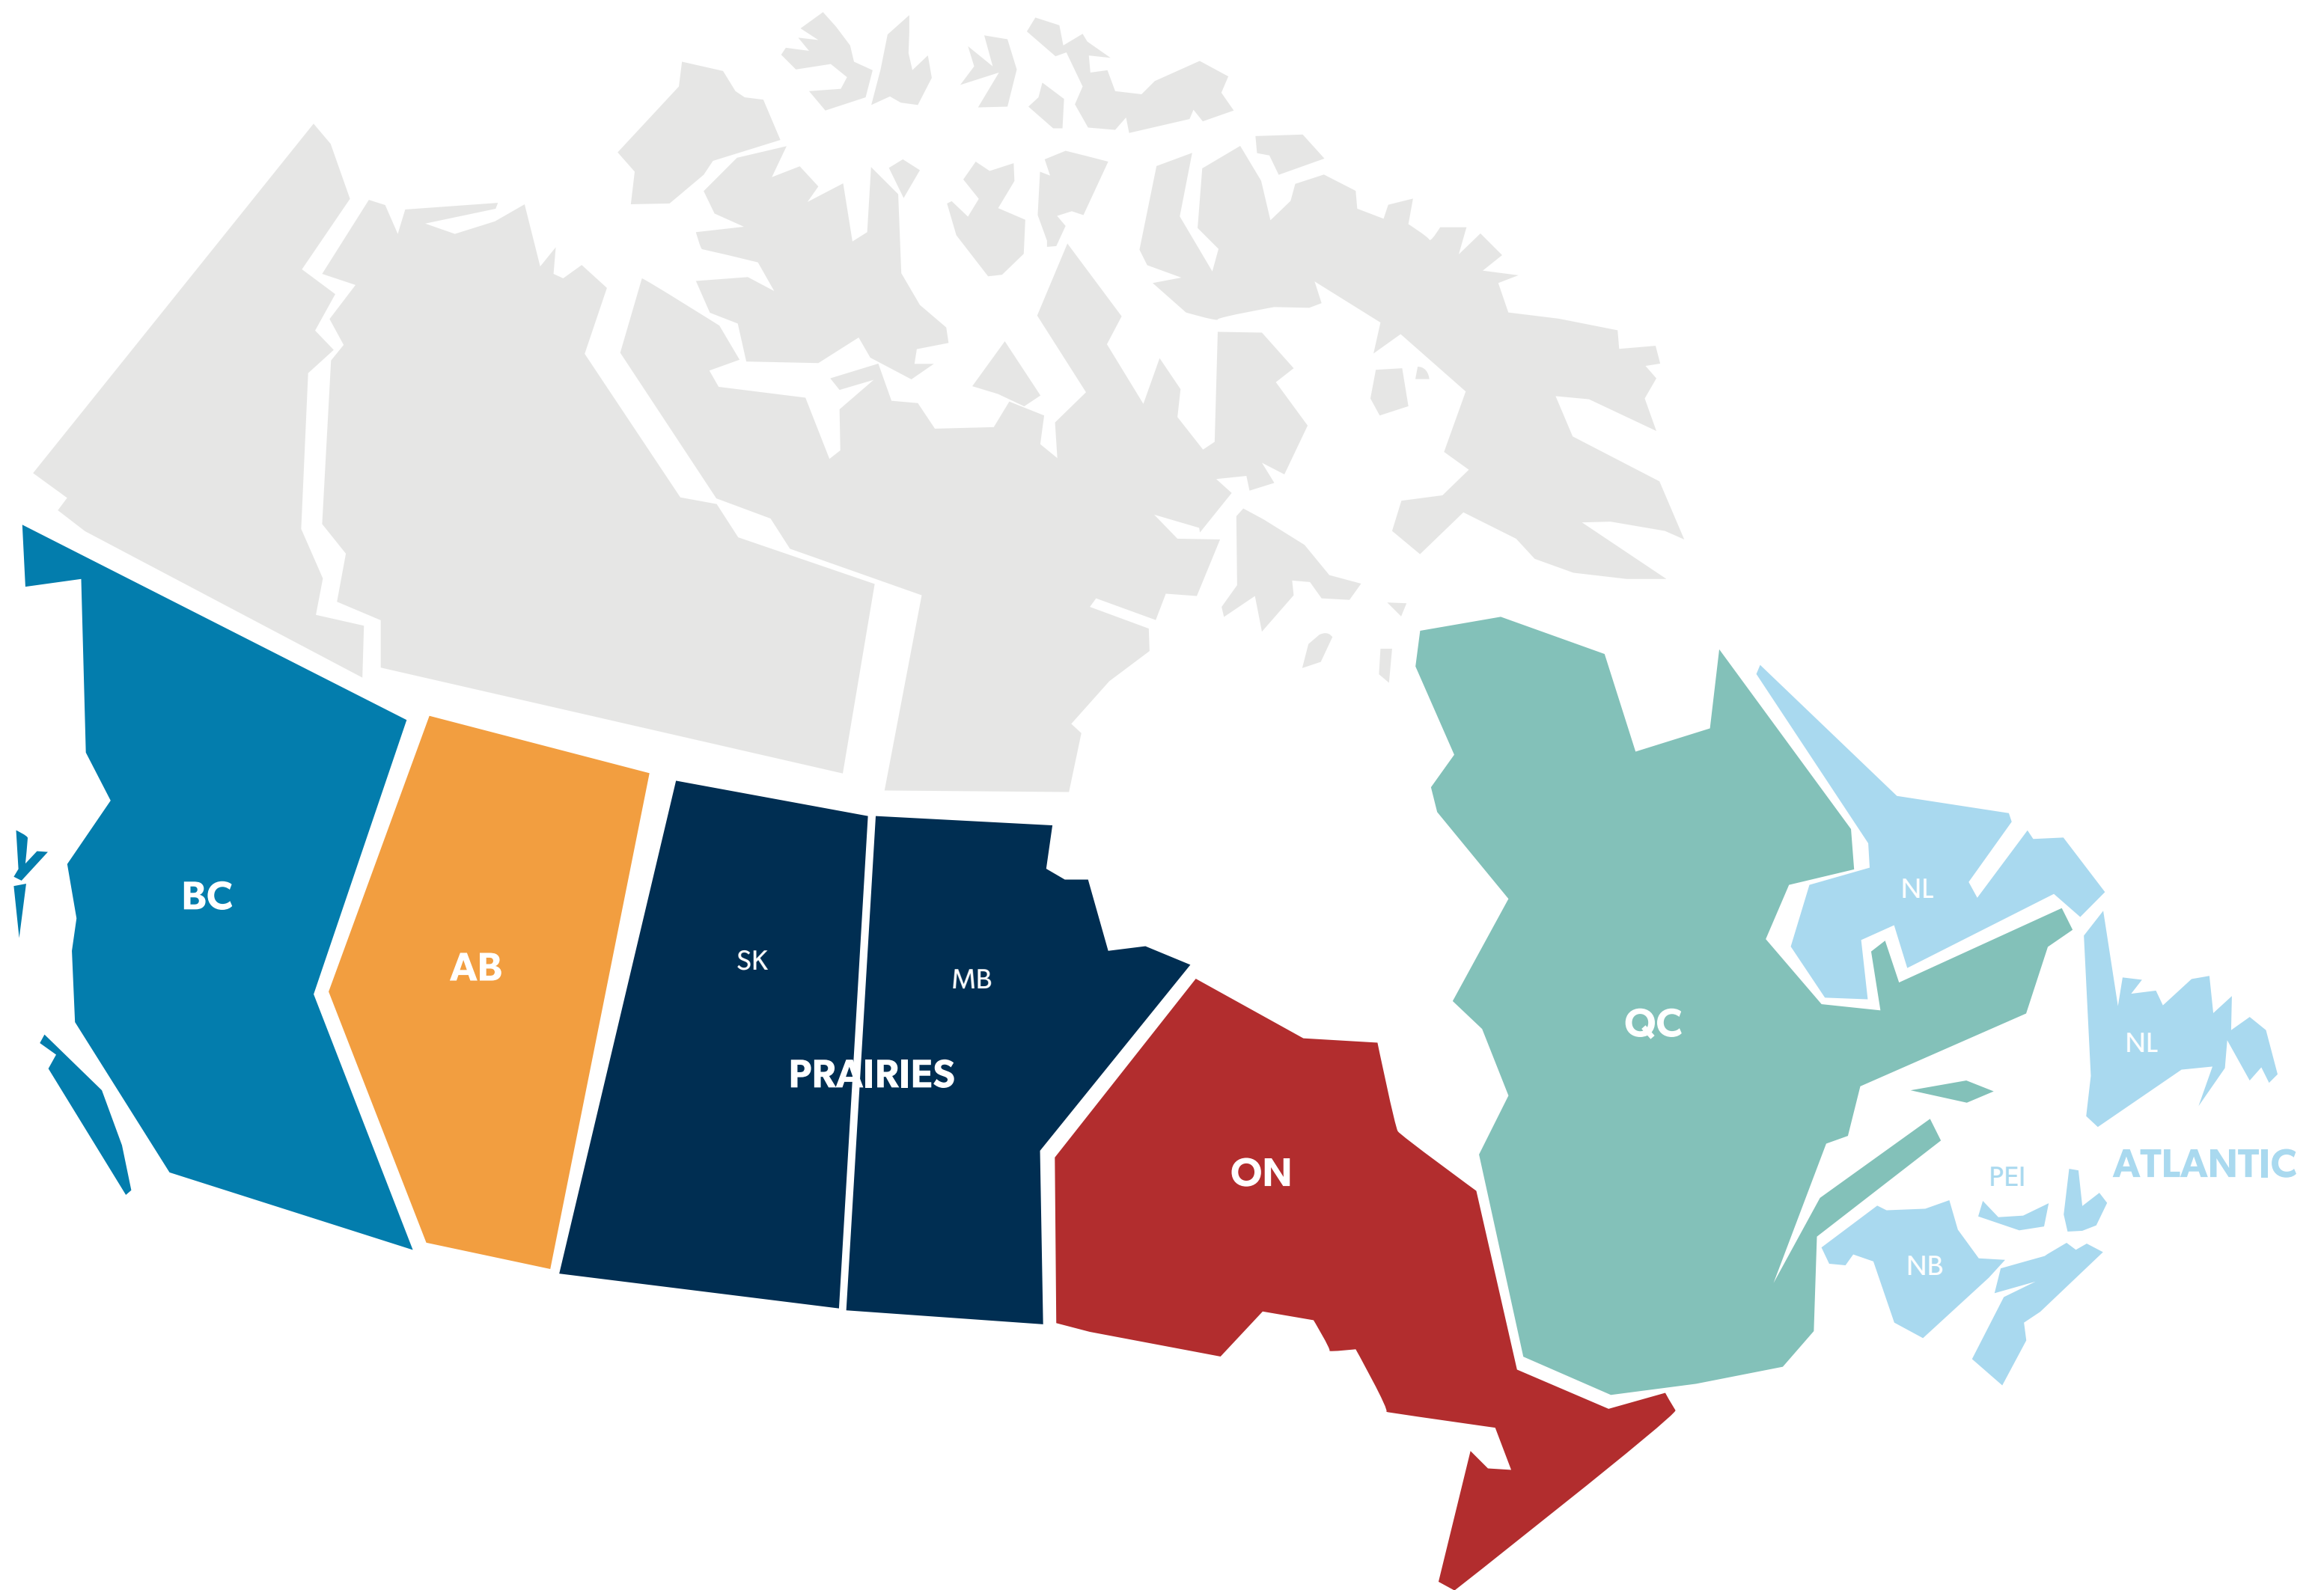 BC
AB
SK
MB
PRAIRIES
ON
QC
NL
NL
ATLANTIC
PEI
NB